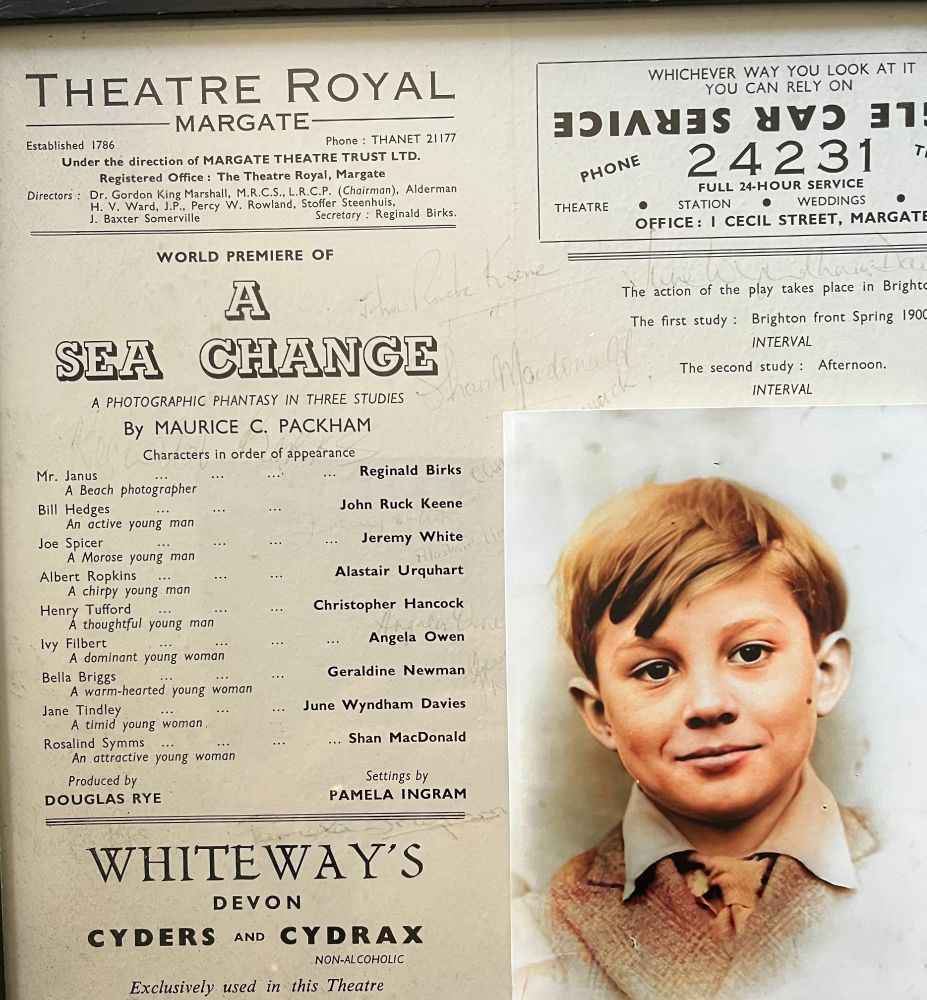 THEATRE ROYAL
MARGATE
Established 1786 Phone : THANET 21177
Under the direction of MARGATE THEATRE TRUST LTD.
Registered Office : The Theatre Royal, Margate
Directors : Dr. Gordon King Marshall, M.R.C.S., L.R.C.P. (Chairman), Alderman
H. V. Ward, J.P., Percy W. Rowland, Stoffer Steenhuis,
J. Baxter Somerville Secretary : Reginald Birks.
WORLD PREMIERE OF
A
SEA CHANGE
A PHOTOGRAPHIC PHANTASY IN THREE STUDIES
By MAURICE C. PACKHAM
Characters in order of appearance
Mr. Janus ... ... ... ... Reginald Birks
A Beach photographer
Bill Hedges ... ... ... John Ruck Keene
An active young man
Joe Spicer ... ... ... ... Jeremy White
A Morose young man
Albert Ropkins ... ... ... Alastair Urquhart
A chirpy young man
Henry Tufford ... ... ... Christopher Hancock
A thoughtful young man
Ivy Filbert ... ... ... ... Angela Owen
A dominant young woman
Bella Briggs ... ... ... Geraldine Newman
A warm-hearted young woman
Jane Tindley ... ... ... June Wyndham Davies
A timid young woman
Rosalind Symms ... ... ... ... Shan MacDonald
An attractive young woman
Produced by Settings by
DOUGLAS RYE PAMELA INGRAM
WHITEWAY'S
DEVON
CYDERS AND CYDRAX
NON-ALCOHOLIC
Exclusively used in this Theatre
WHICHEVER WAY YOU LOOK AT IT
YOU CAN RELY ON
CAR SERVICE
PHONE 24231
FULL 24-HOUR SERVICE
THEATRE • STATION • WEDDINGS •
OFFICE : 1 CECIL STREET, MARGATE
John Ruck Keene
The action of the play takes place in
The first study : Brighton front Spring 1900
INTERVAL
Shan Macdonald
The second study : Afternoon.
INTERVAL